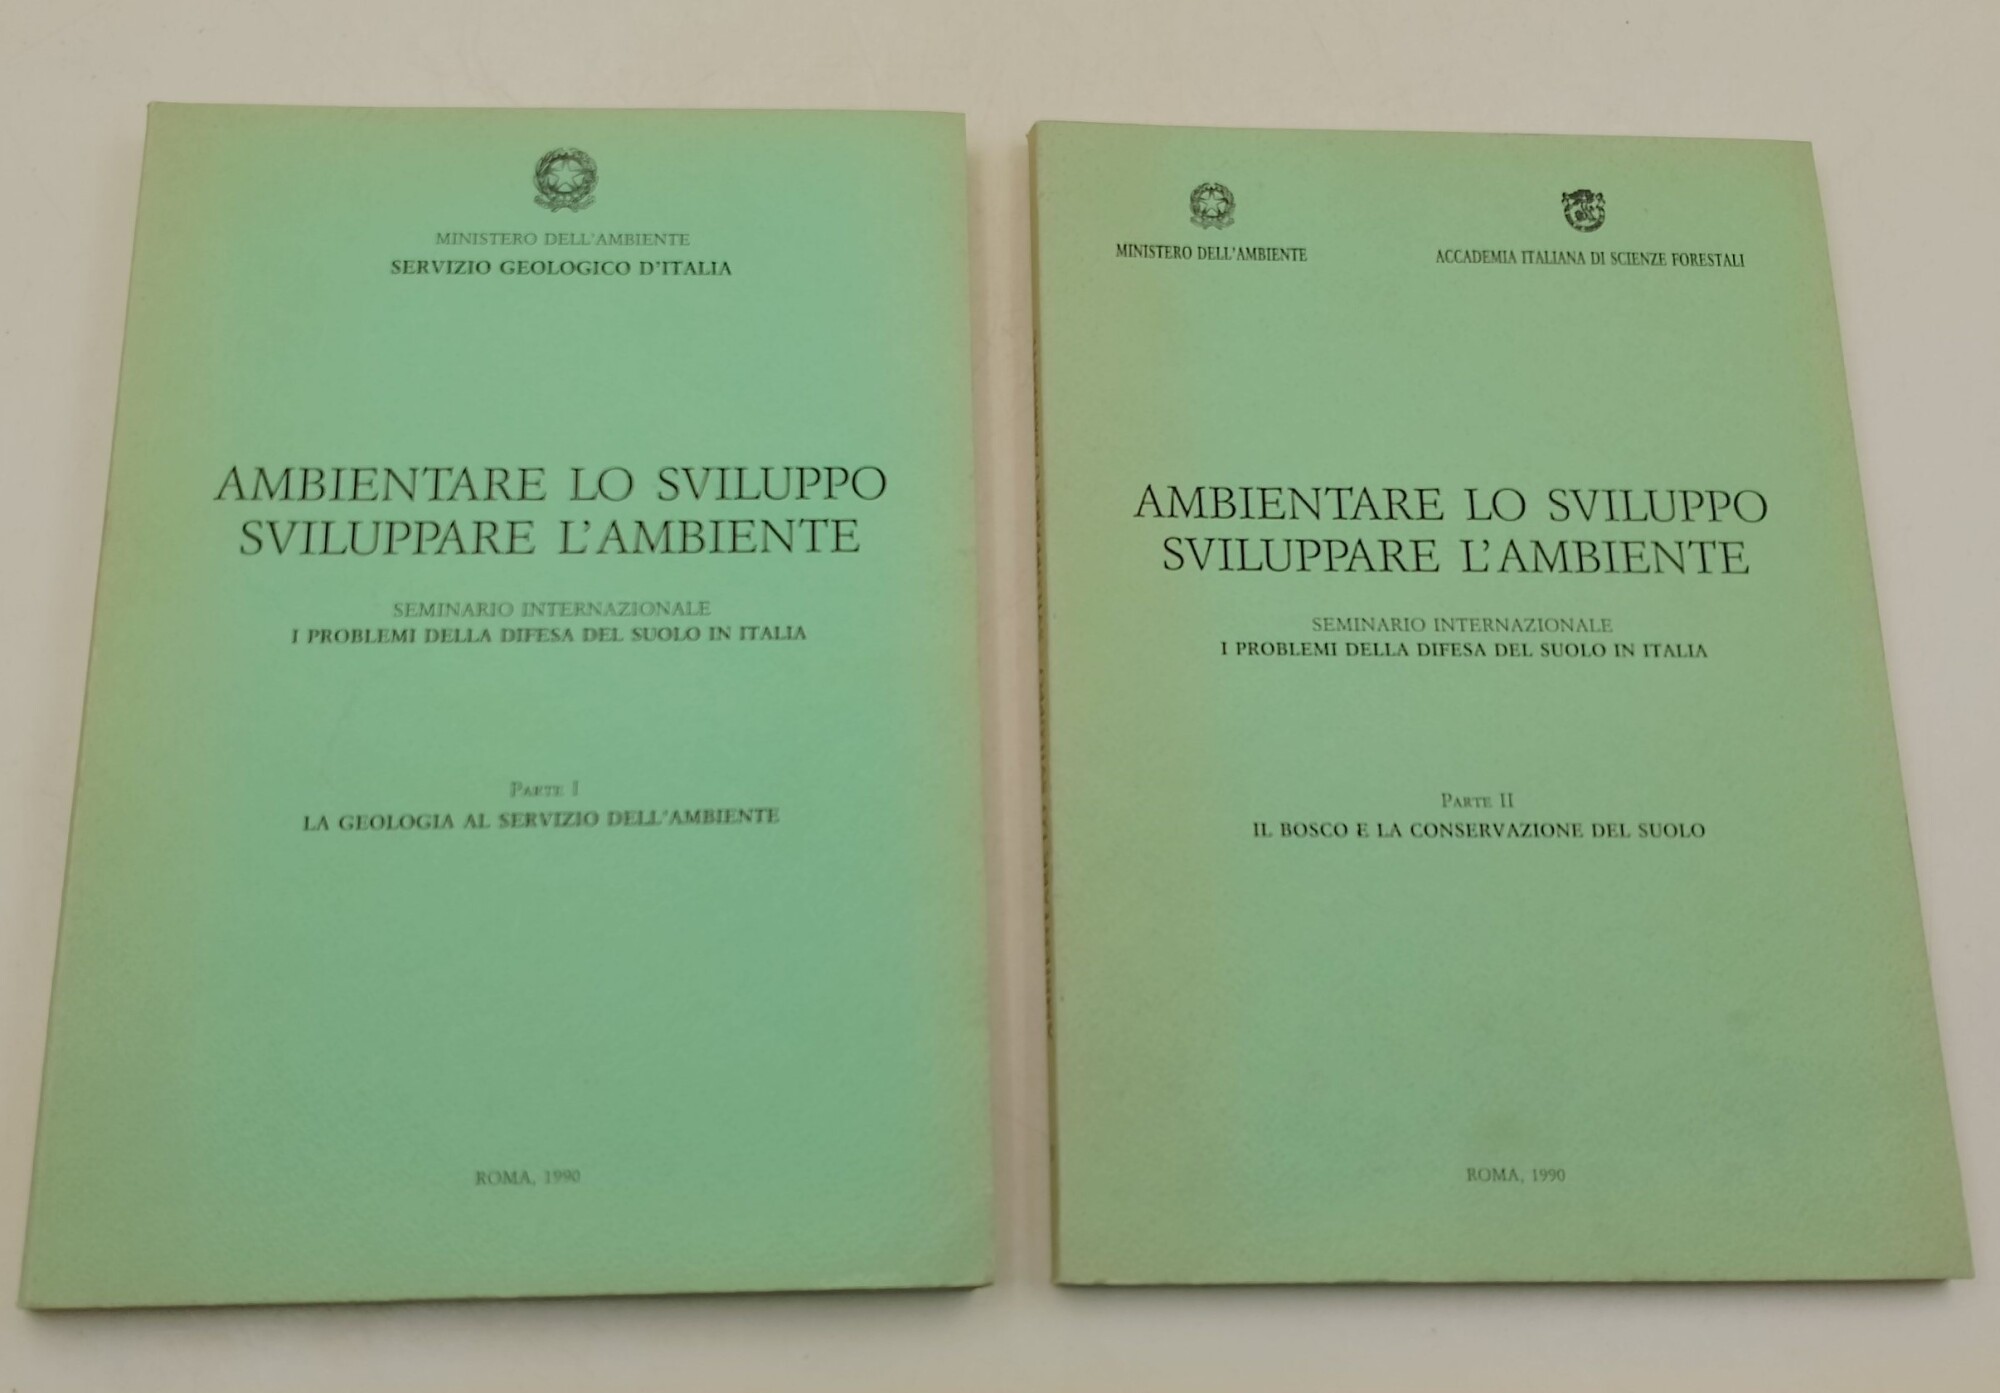 MINISTERO DELL'AMBIENTE
SERVIZIO GEOLOGICO D'ITALIA
AMBIENTARE LO SVILUPPO
SVILUPPARE L'AMBIENTE
SEMINARIO INTERNAZIONALE
I PROBLEMI DELLA DIFESA DEL SUOLO IN ITALIA
PARTE I
LA GEOLOGIA AL SERVIZIO DELL'AMBIENTE
ROMA, 1990
MINISTERO DELL'AMBIENTE
ACCADEMIA ITALIANA DI SCIENZE FORESTALI
AMBIENTARE LO SVILUPPO
SVILUPPARE L'AMBIENTE
SEMINARIO INTERNAZIONALE
I PROBLEMI DELLA DIFESA DEL SUOLO IN ITALIA
PARTE II
IL BOSCO E LA CONSERVAZIONE DEL SUOLO
ROMA, 1990